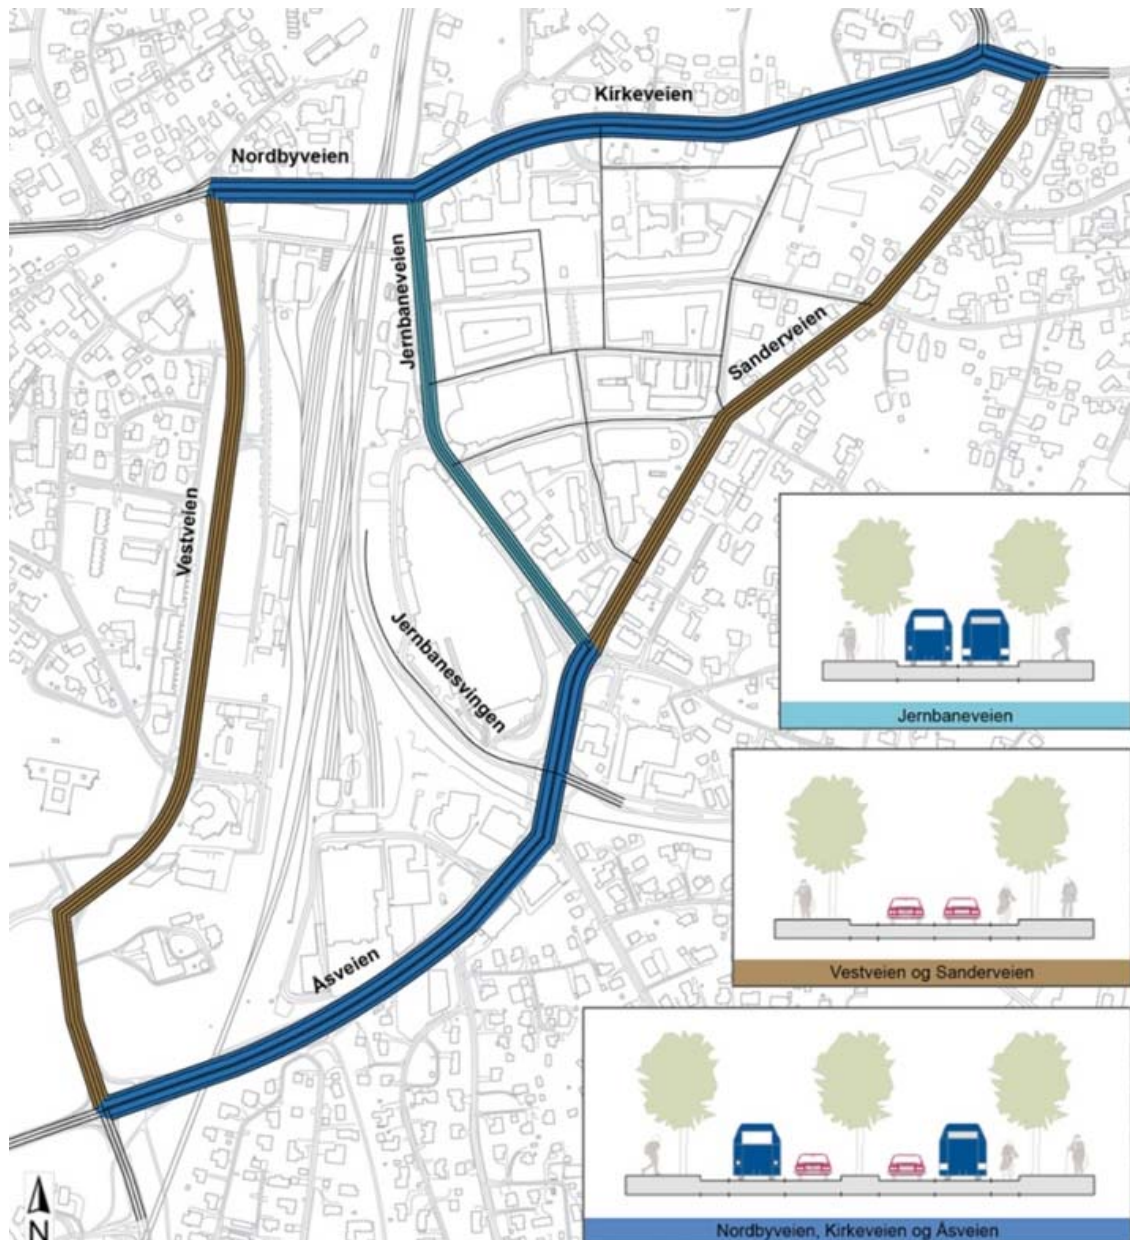 Kirkeveien
Nordbyveien
Jernbaneveien
Sanderveien
Vestveien
Jernbanesvingen
Åsveien
Jernbaneveien
Vestveien og Sanderveien
Nordbyveien, Kirkeveien og Åsveien
N